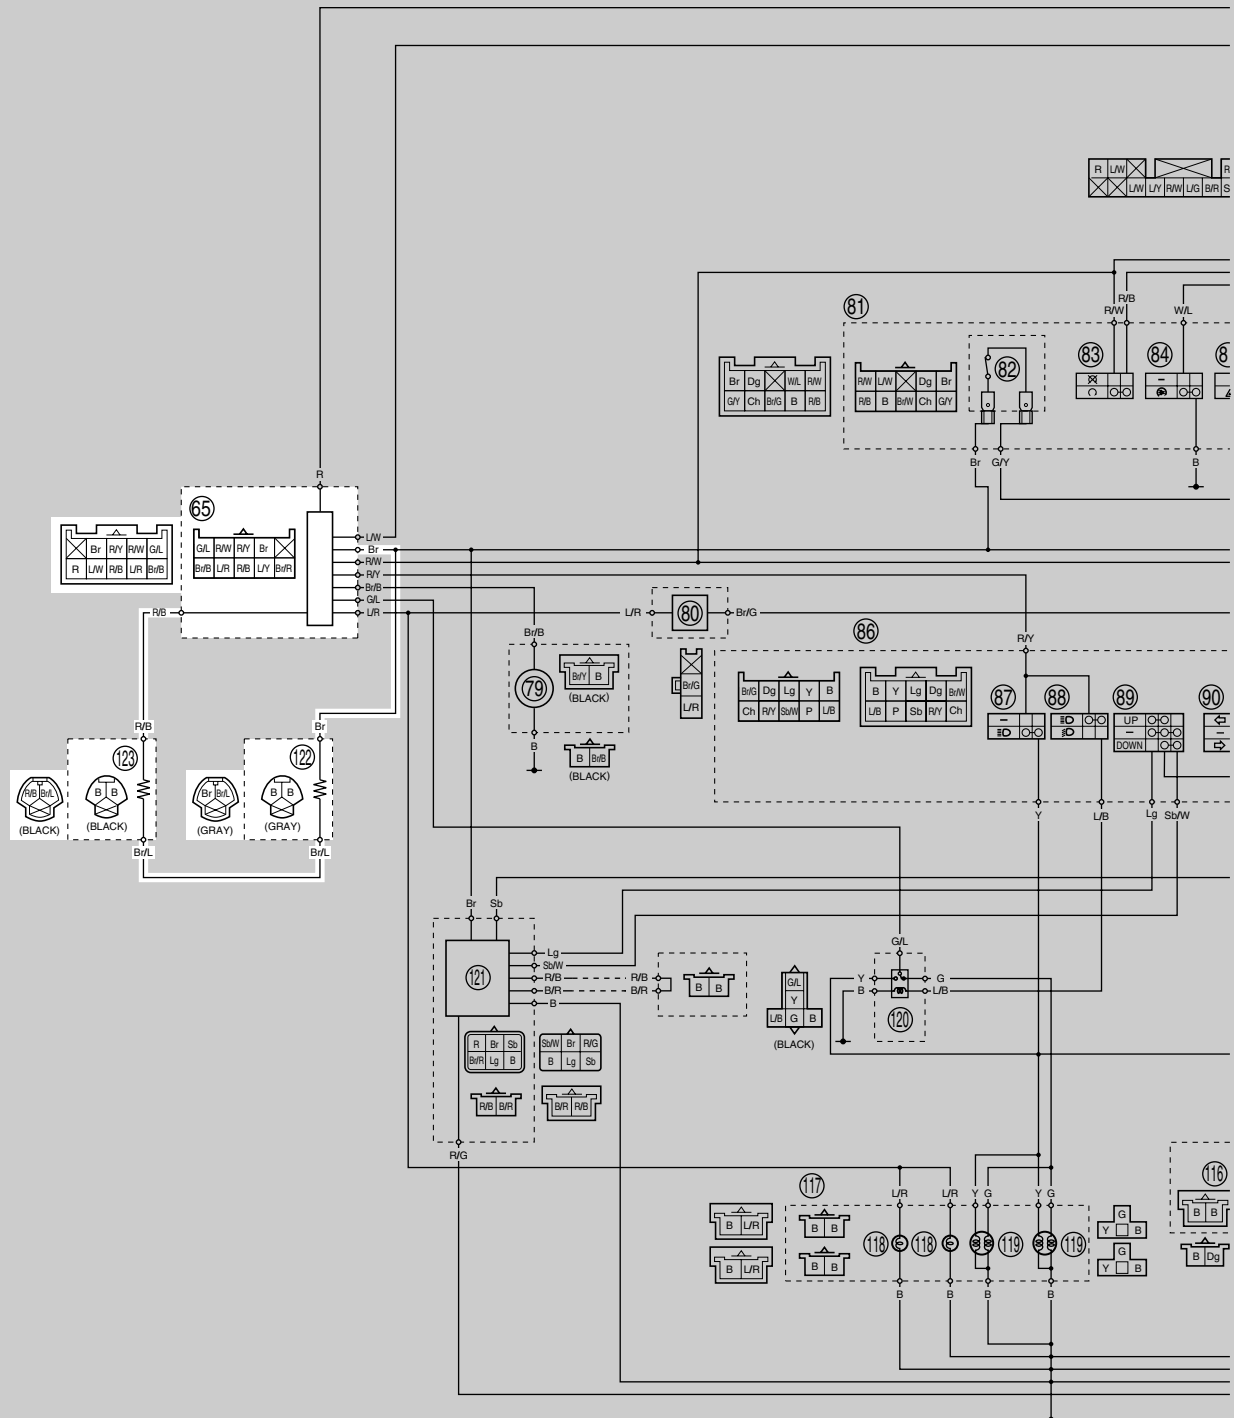 R L/W R
L/W L/Y R/W L/G B/R S
R/B
R/W W/L
81
82 83 84 8
Br Dg W/L R/W
G/Y Ch Br/G B R/B
R/W L/W Dg Br
R/B B Br/W Ch G/Y
Br G/Y B
R
65
Br R/Y R/W G/L
R L/W R/B L/R Br/B
G/L R/W R/Y Br
Br/B L/R R/B L/Y Br/R
L/W
Br
R/W
R/Y
Br/B
G/L
L/R
R/B
L/R 80 Br/G
Br/G
L/R
Br/B
79
Br/Y B
(BLACK)
B
B Br/B
(BLACK)
86
R/Y
Br/G Dg Lg Y B
Ch R/Y Sb/W P L/B
B Y Lg Dg Br/W
L/B P Sb R/Y Ch
87 88 89 90
UP
DOWN
Y L/B Lg Sb/W
R/B Br
123 122
R/B Br/L
(BLACK)
B B
(BLACK)
Br Br/L
(GRAY)
B B
(GRAY)
Br/L Br/L
Br Sb
121
Lg
Sb/W
R/B R/B
B/R B/R
B
B B
R Br Sb
Br/R Lg B
Sb/W Br R/G
B Lg Sb
R/B B/R
B/R R/B
R/G
G/L
Y
L/B G B
(BLACK)
G/L
Y G
B L/B
120
117
L/R L/R Y G Y G
B L/R
B B
B L/R
B B
118 118 119 119
B B B B
G
Y B
G
Y B
116
B B
B Dg